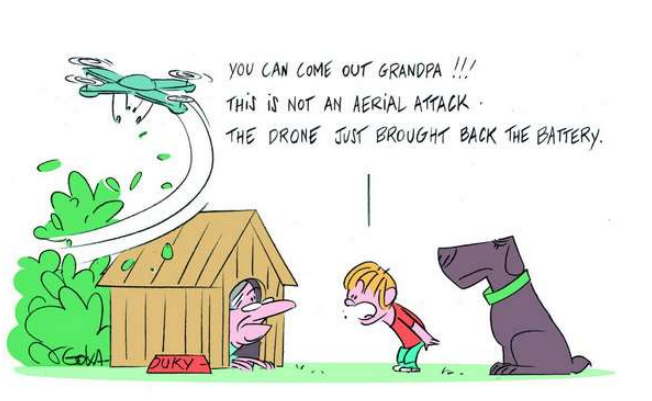 YOU CAN COME OUT GRANDPA !!!
THIS IS NOT AN AERIAL ATTACK.
THE DRONE JUST BROUGHT BACK THE BATTERY.
DUKY